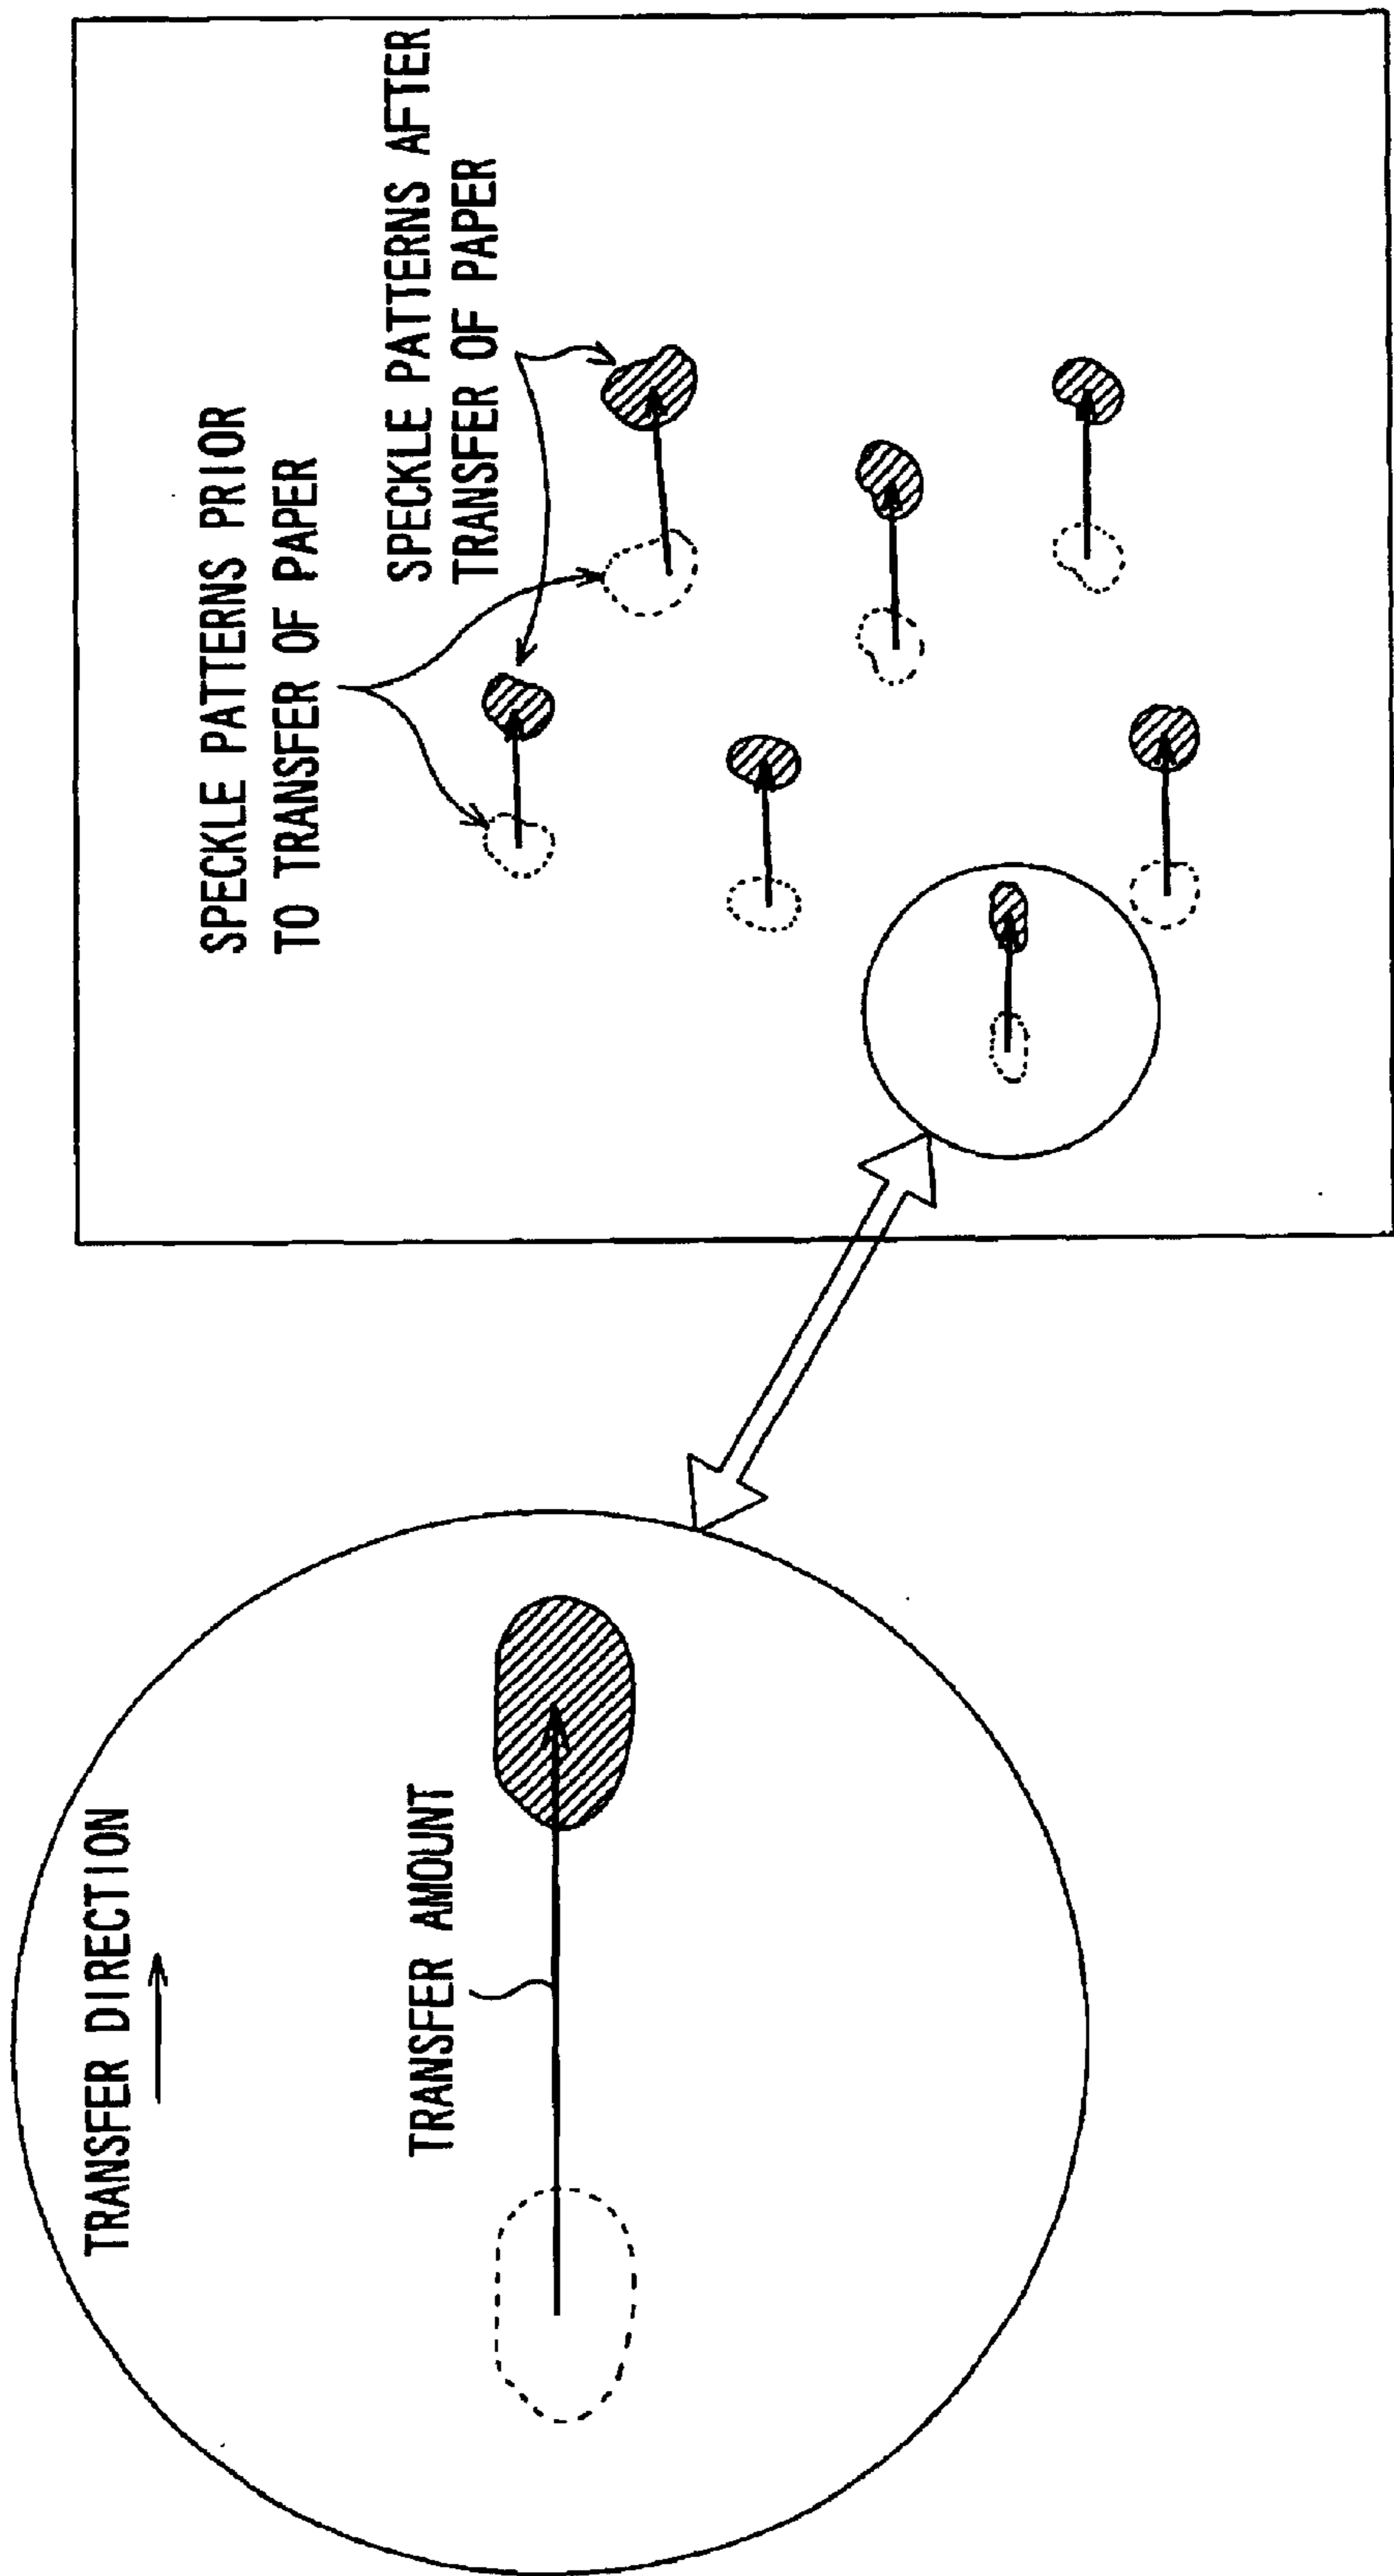 TRANSFER DIRECTION
TRANSFER AMOUNT
SPECKLE PATTERNS PRIOR
TO TRANSFER OF PAPER
SPECKLE PATTERNS AFTER
TRANSFER OF PAPER